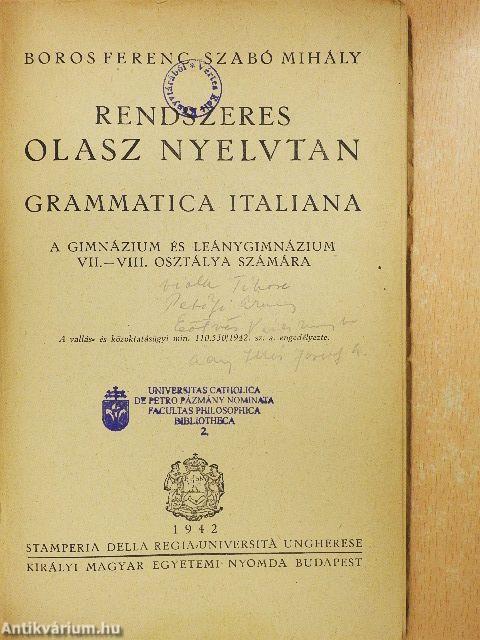 BOROS FERENC-SZABÓ MIHÁLY
RENDSZERES
OLASZ NYELVTAN
GRAMMATICA ITALIANA
A GIMNÁZIUM ÉS LEÁNYGIMNÁZIUM
VII.—VIII. OSZTÁLYA SZÁMÁRA
A vallás- és közoktatásügyi min. 110.530/1942. sz. a. engedélyezte.
UNIVERSITAS CATHOLICA
DE PETRO PÁZMÁNY NOMINATA
FACULTAS PHILOSOPHICA
BIBLIOTHECA
2.
1942
STAMPERIA DELLA REGIA-UNIVERSITÀ UNGHERESE
KIRÁLYI MAGYAR EGYETEMI NYOMDA BUDAPEST
Antikvárium.hu